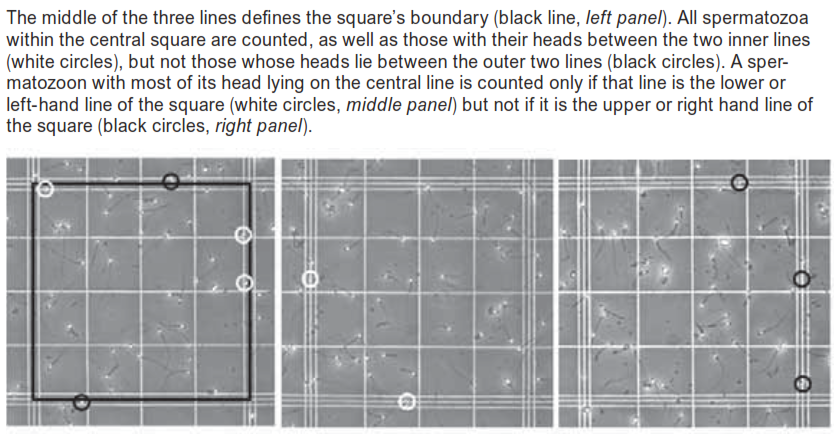 The middle of the three lines defines the square’s boundary (black line, left panel). All spermatozoa
within the central square are counted, as well as those with their heads between the two inner lines
(white circles), but not those whose heads lie between the outer two lines (black circles). A sper-
matozoon with most of its head lying on the central line is counted only if that line is the lower or
left-hand line of the square (white circles, middle panel) but not if it is the upper or right hand line of
the square (black circles, right panel).